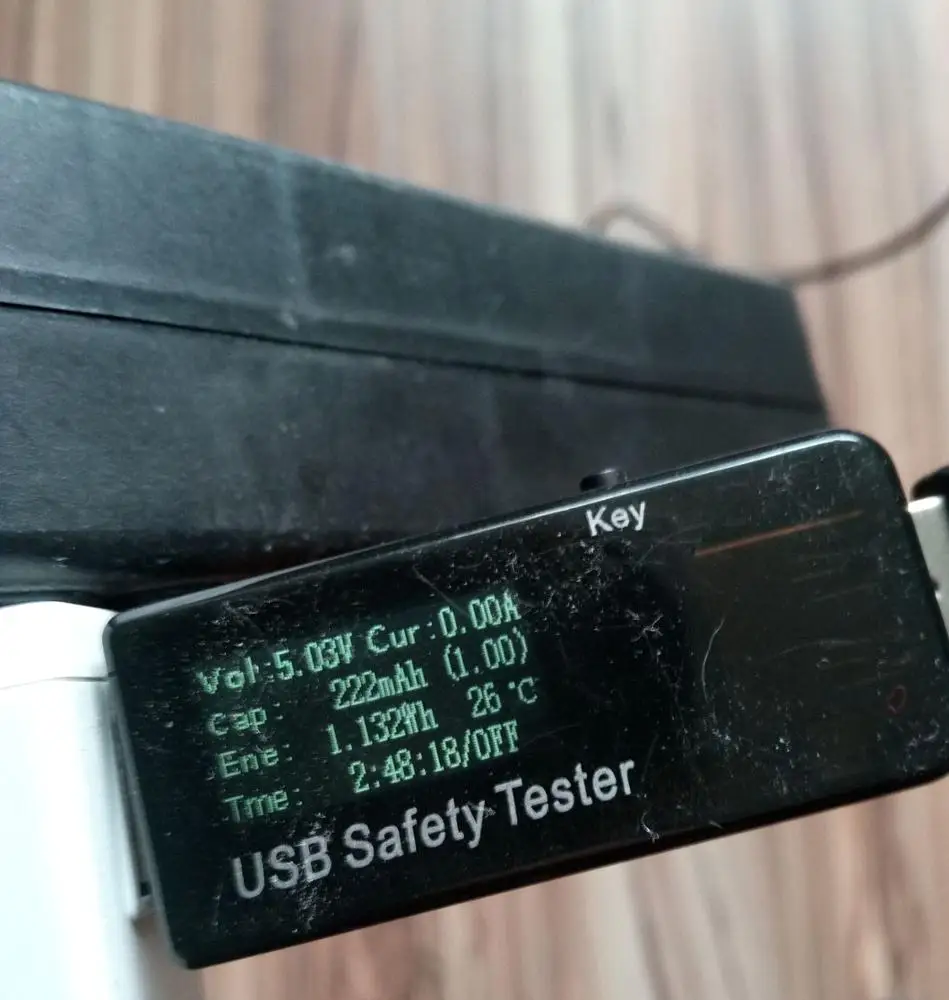 Key
Vol:5.03V Cur:0.00A
Cap: 222mAh (1.00)
Ene: 1.132Wh 26℃
Tme: 2:48:18/OFF
USB Safety Tester